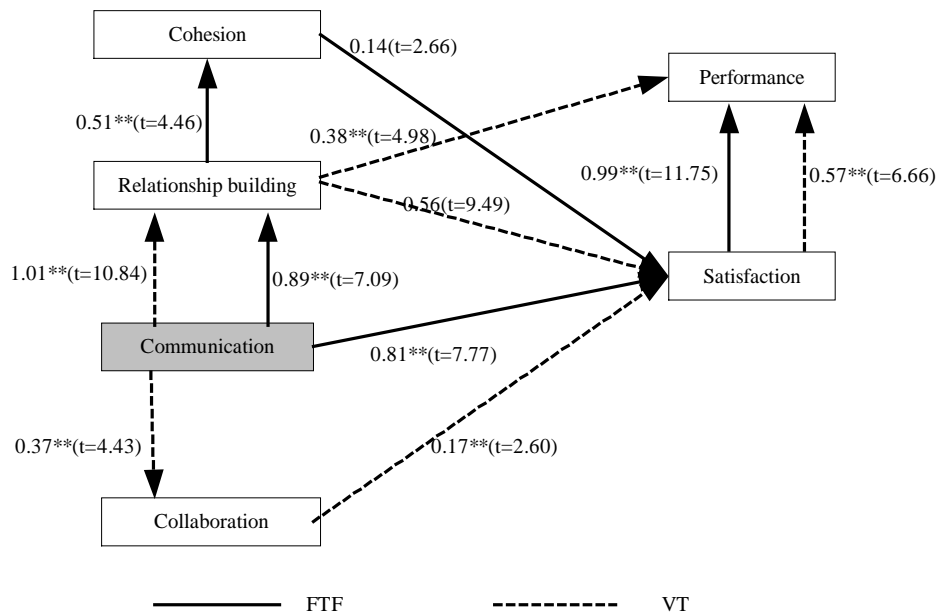 Cohesion
0.14(t=2.66)
Performance
0.51**(t=4.46)
0.38**(t=4.98)
0.99**(t=11.75)
0.57**(t=6.66)
Relationship building
0.56(t=9.49)
1.01**(t=10.84)
0.89**(t=7.09)
Satisfaction
Communication
0.81**(t=7.77)
0.37**(t=4.43)
0.17**(t=2.60)
Collaboration
FTF
VT